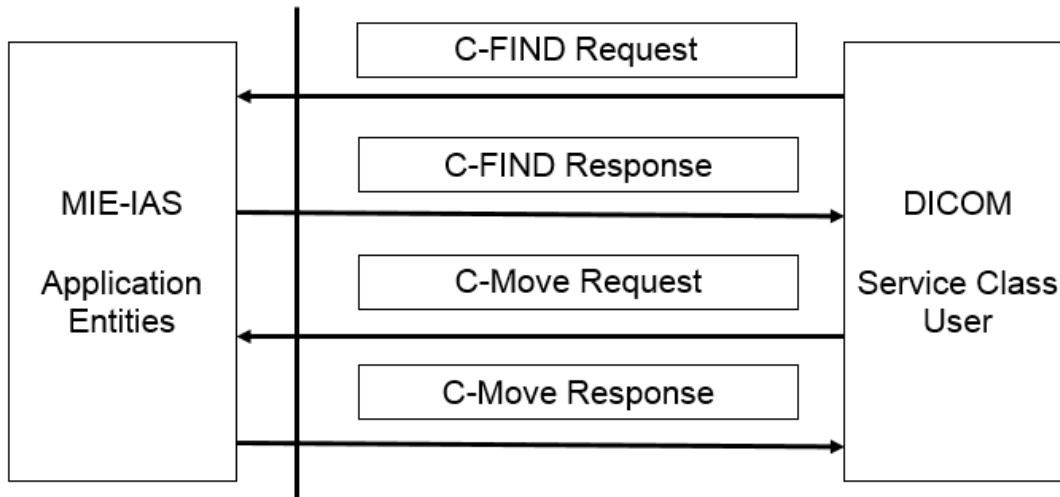 C-FIND Request
C-FIND Response
MIE-IAS
Application
Entities
DICOM
Service Class
User
C-Move Request
C-Move Response